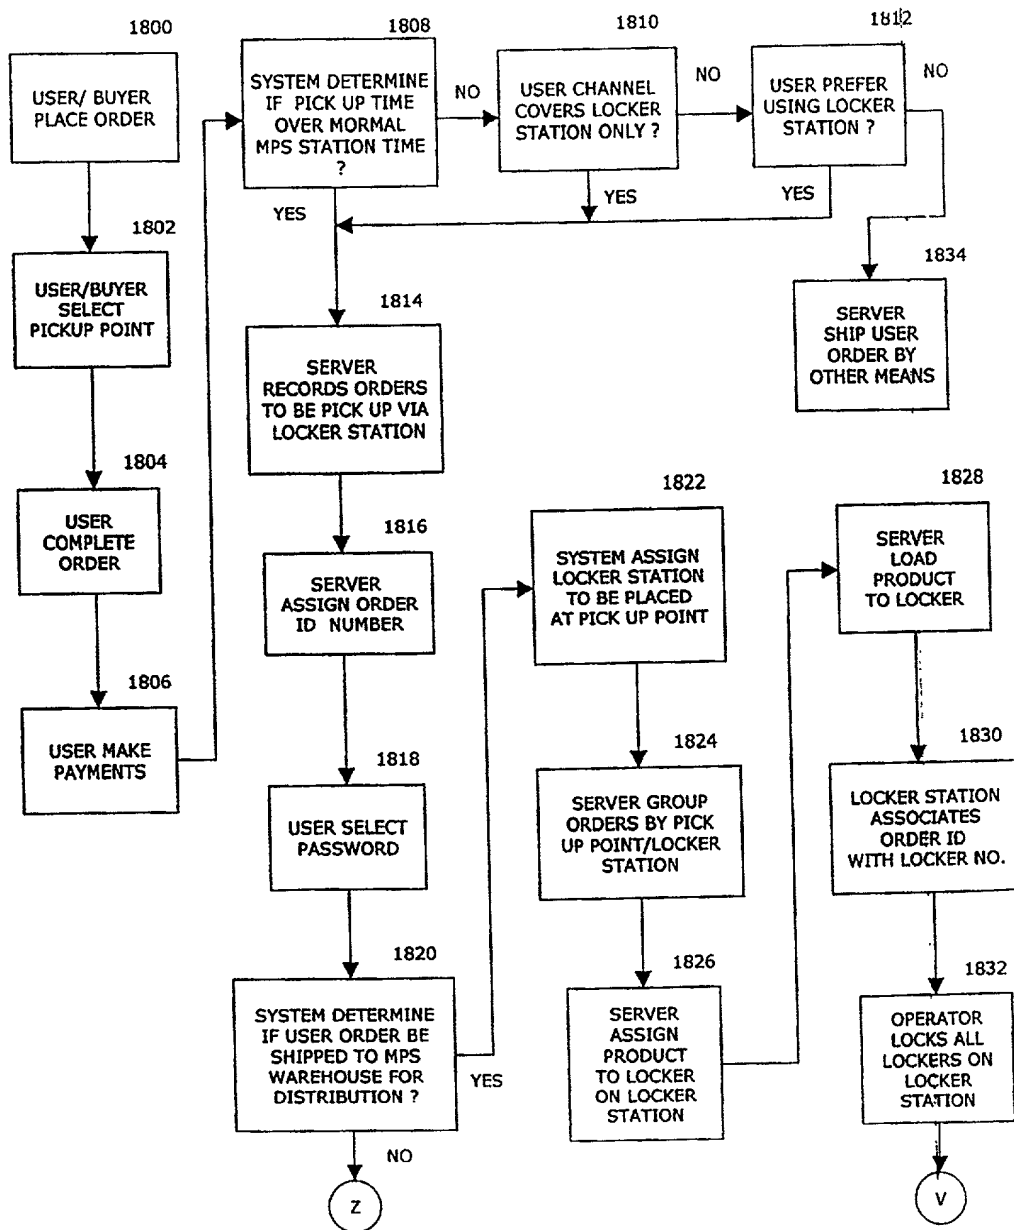 1800
USER/ BUYER
PLACE ORDER
1802
USER/BUYER
SELECT
PICKUP POINT
1804
USER
COMPLETE
ORDER
1806
USER MAKE
PAYMENTS
1808
SYSTEM DETERMINE
IF PICK UP TIME
OVER MORMAL
MPS STATION TIME
?
NO
YES
1810
USER CHANNEL
COVERS LOCKER
STATION ONLY ?
NO
YES
1812
USER PREFER
USING LOCKER
STATION ?
NO
YES
1834
SERVER
SHIP USER
ORDER BY
OTHER MEANS
1814
SERVER
RECORDS ORDERS
TO BE PICK UP VIA
LOCKER STATION
1816
SERVER
ASSIGN ORDER
ID NUMBER
1818
USER SELECT
PASSWORD
1820
SYSTEM DETERMINE
IF USER ORDER BE
SHIPPED TO MPS
WAREHOUSE FOR
DISTRIBUTION ?
YES
NO
Z
1822
SYSTEM ASSIGN
LOCKER STATION
TO BE PLACED
AT PICK UP POINT
1824
SERVER GROUP
ORDERS BY PICK
UP POINT/LOCKER
STATION
1826
SERVER
ASSIGN
PRODUCT
TO LOCKER
ON LOCKER
STATION
1828
SERVER
LOAD
PRODUCT
TO LOCKER
1830
LOCKER STATION
ASSOCIATES
ORDER ID
WITH LOCKER NO.
1832
OPERATOR
LOCKS ALL
LOCKERS ON
LOCKER
STATION
V